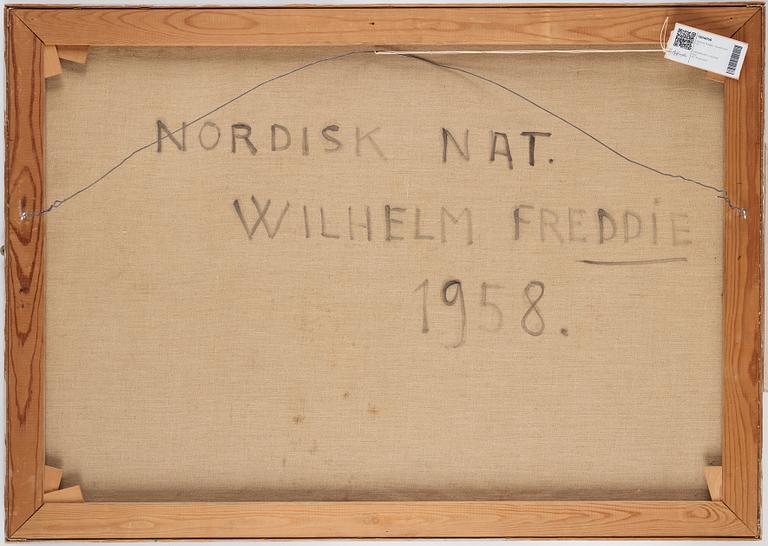 NORDISK NAT.
WILHELM FREDDIE
1958.